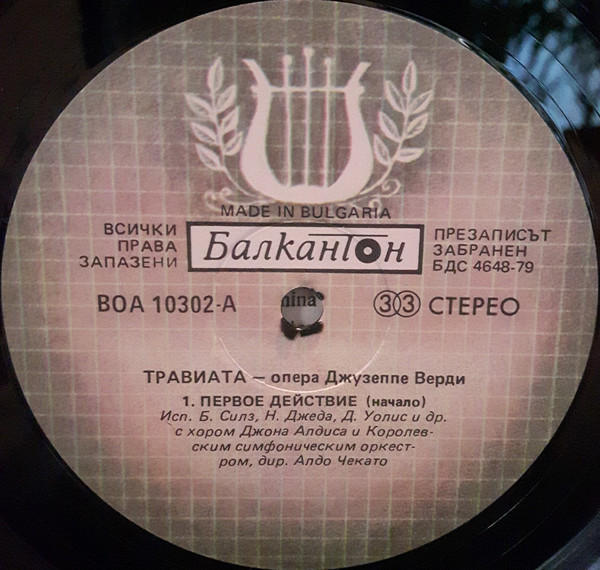 MADE IN BULGARIA
ВСИЧКИ
ПРАВА
ЗАПАЗЕНИ
Балкантон
ПРЕЗАПИСЪТ
ЗАБРАНЕН
БДС 4648-79
ВОА 10302-А
nina
33 СТЕРЕО
ТРАВИАТА — опера Джузеппе Верди
1. ПЕРВОЕ ДЕЙСТВИЕ (начало)
Исп. Б. Силз, Н. Джеда, Д. Уолис и др.
с хором Джона Алдиса и Королев-
ским симфоническим оркест-
ром, дир. Алдо Чекато